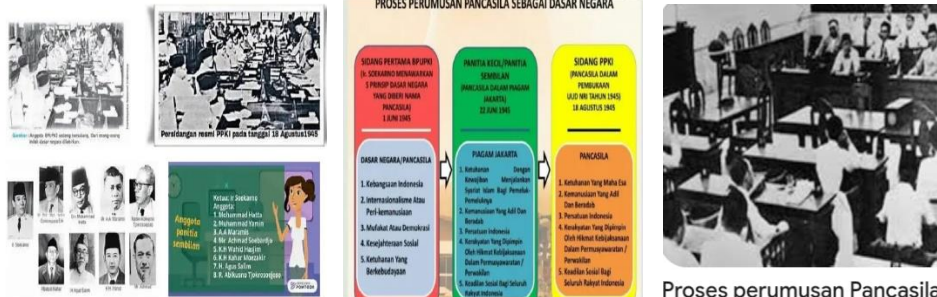 Persidangan resmi PPKI pada tanggal 18 Agustus1945
Anggota
panitia
sembilan
Ketua: Ir Soekarno
Anggota:
1. Mohammad Hatta
2. Muhammad Yamin
3. A.A Maramis
4. Mr Achmad Soebardjo
5. K.H Wahid Hasjim
6. K.H Kahar Moezakir
7. H. Agus Salim
8. R. Abikusno Tjokrosoejoso
PROSES PERUMUSAN PANCASILA SEBAGAI DASAR NEGARA
SIDANG PERTAMA BPUPKI
(Ir. SOEKARNO MENAWARKAN
5 PRINSIP DASAR NEGARA
YANG DIBERI NAMA
PANCASILA)
1 JUNI 1945
DASAR NEGARA/PANCASILA
1. Kebangsaan Indonesia
2. Internasionalisme Atau
Peri-kemanusiaan
3. Mufakat Atau Demokrasi
4. Kesejahteraan Sosial
5. Ketuhanan Yang
Berkebudayaan
PANITIA KECIL/PANITIA
SEMBILAN
(PANCASILA DALAM PIAGAM
JAKARTA)
22 JUNI 1945
PIAGAM JAKARTA
1. Ketuhanan Dengan
Kewajiban Menjalankan
Syariat Islam Bagi Pemeluk-
Pemeluknya
2. Kemanusiaan Yang Adil Dan
Beradab
3. Persatuan Indonesia
4. Kerakyatan Yang Dipimpin
Oleh Hikmat Kebijaksanaan
Dalam Permusyawaratan /
Perwakilan
5. Keadilan Sosial Bagi Seluruh
Rakyat Indonesia
SIDANG PPKI
(PANCASILA DALAM
PEMBUKAAN
UUD NRI TAHUN 1945)
18 AGUSTUS 1945
PANCASILA
1. Ketuhanan Yang Maha Esa
2. Kemanusiaan Yang Adil
Dan Beradab
3. Persatuan Indonesia
4. Kerakyatan Yang Dipimpin
Oleh Hikmat Kebijaksanaan
Dalam Permusyawaratan /
Perwakilan
5. Keadilan Sosial Bagi
Seluruh Rakyat Indonesia
Proses perumusan Pancasila